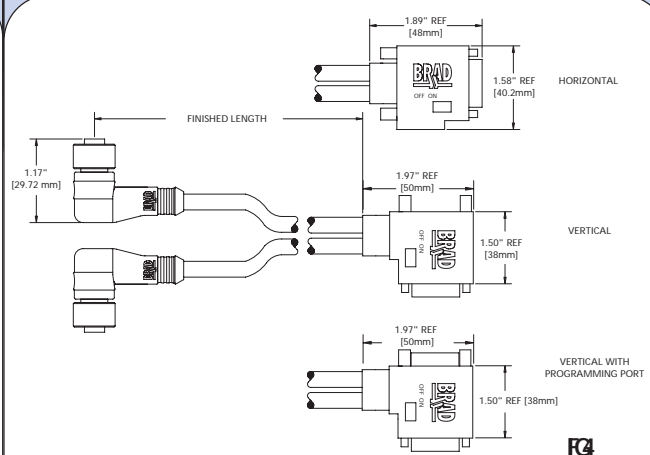 1.89" REF
[48mm]
BRAD
OFF ON
1.58" REF
[40.2mm]
HORIZONTAL
FINISHED LENGTH
1.17"
[29.72 mm]
BRAD
1.97" REF
[50mm]
BRAD
OFF ON
1.50" REF
[38mm]
VERTICAL
BRAD
1.97" REF
[50mm]
BRAD
OFF ON
1.50" REF [38mm]
VERTICAL WITH
PROGRAMMING PORT